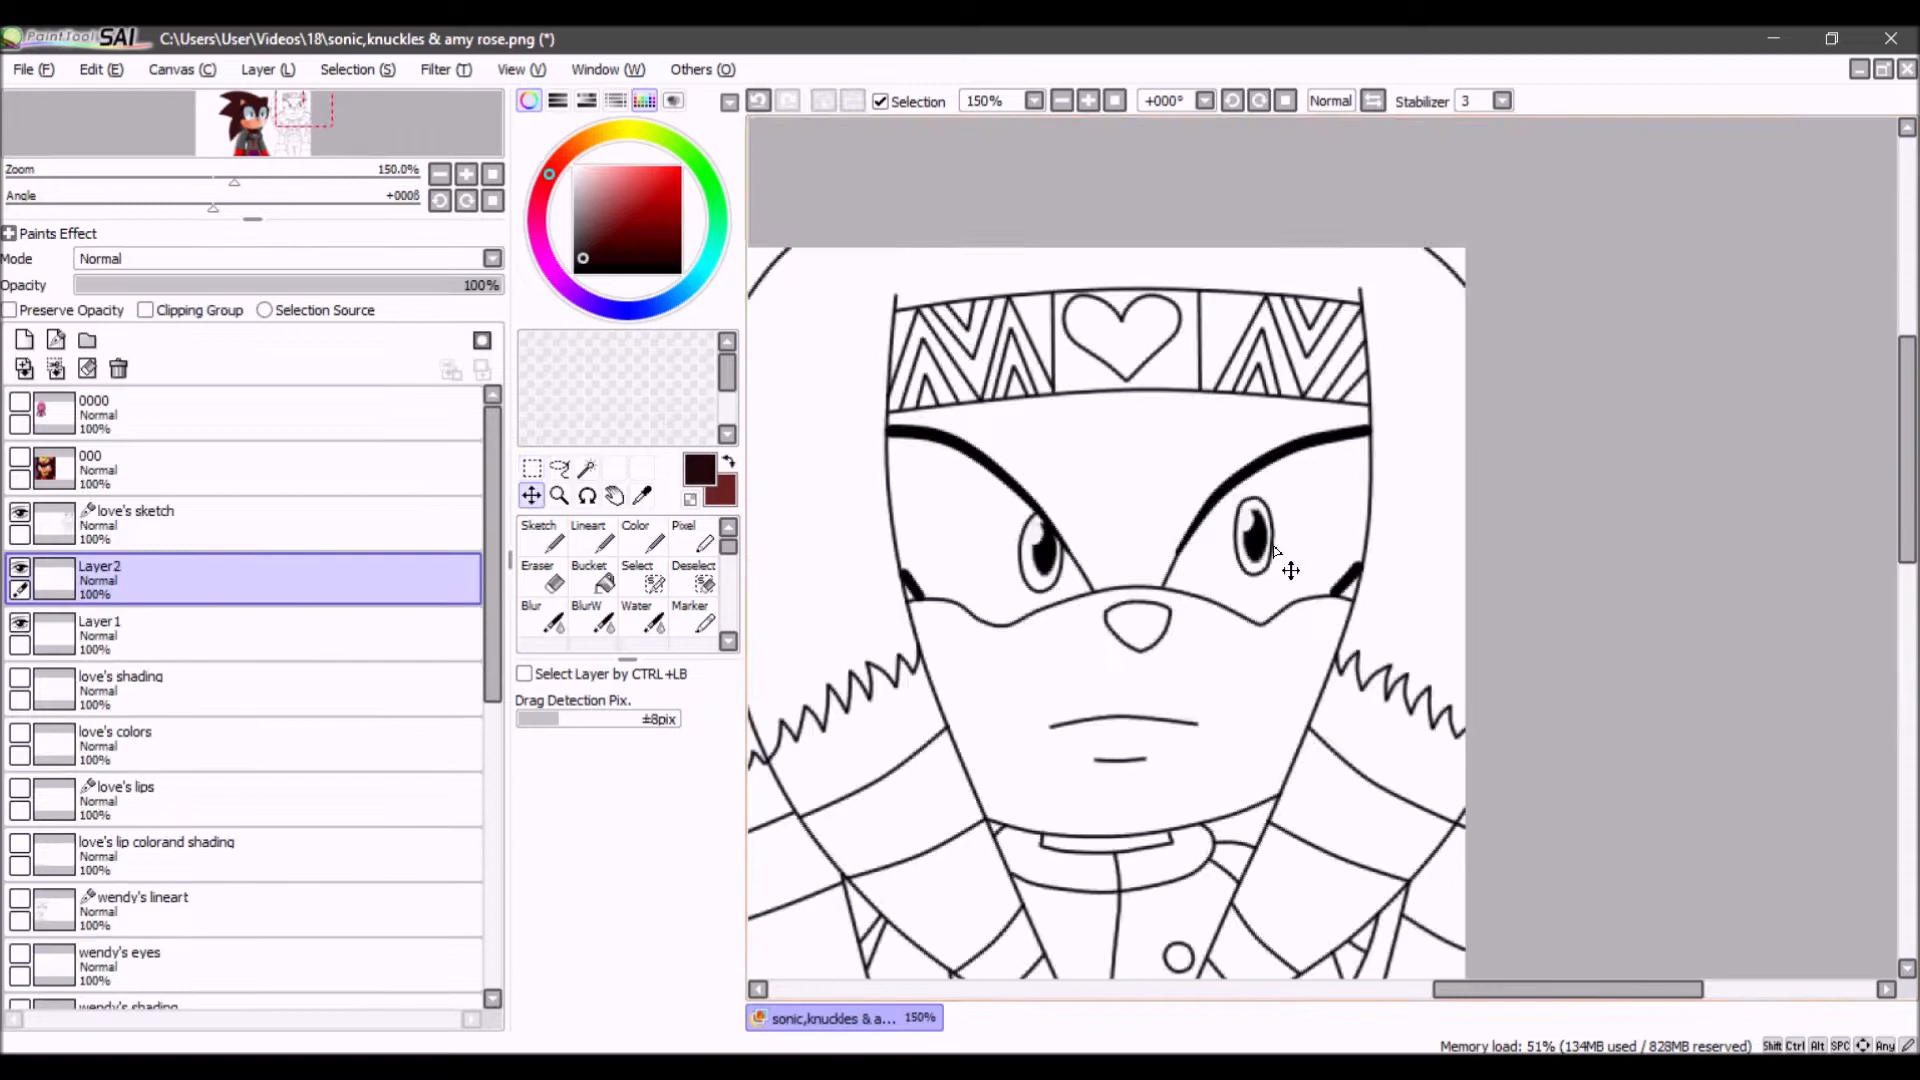 PaintTool SAI C:\Users\User\Videos\18\sonic,knuckles & amy rose.png (*)
File (F) Edit (E) Canvas (C) Layer (L) Selection (S) Filter (T) View (V) Window (W) Others (O)
Selection 150% +000° Normal Stabilizer 3
Zoom 150.0%
Angle +000ß
Paints Effect
Mode Normal
Opacity 100%
Preserve Opacity Clipping Group Selection Source
0000
Normal
100%
000
Normal
100%
love's sketch
Normal
100%
Layer2
Normal
100%
Layer1
Normal
100%
love's shading
Normal
100%
love's colors
Normal
100%
love's lips
Normal
100%
love's lip colorand shading
Normal
100%
wendy's lineart
Normal
100%
wendy's eyes
Normal
100%
wendy's shading
Sketch Lineart Color Pixel
Eraser Bucket Select Deselect
Blur BlurW Water Marker
Select Layer by CTRL+LB
Drag Detection Pix.
±8pix
sonic,knuckles & a... 150%
Memory load: 51% (134MB used / 828MB reserved) Shift Ctrl Alt SPC Any